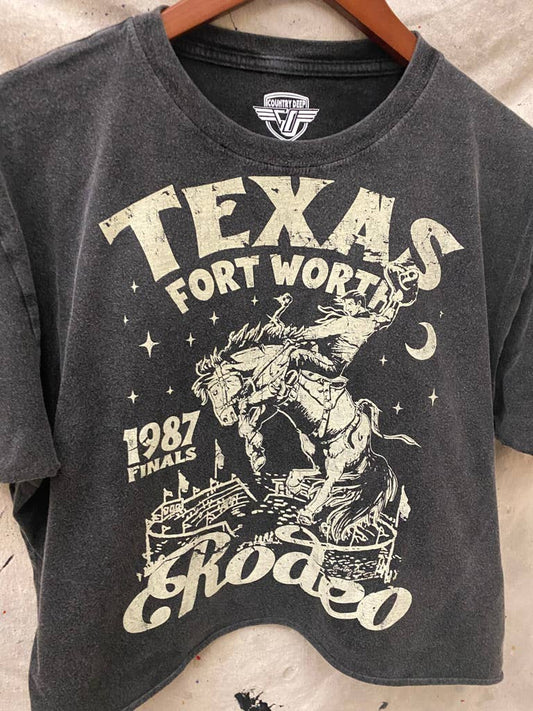 COUNTRY DEEP
TEXAS
FORT WORTH
1987
FINALS
Rodeo